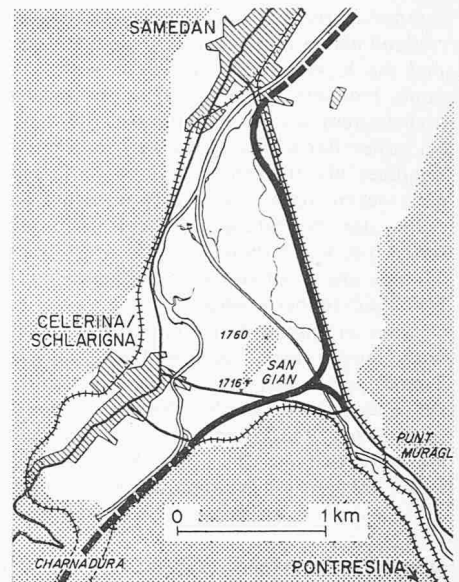 SAMEDAN
CELERINA/
SCHLARIGNA
1760
SAN
GIAN
1716
PUNT
MURAGL
0
1 km
CHARNADURA
PONTRESINA